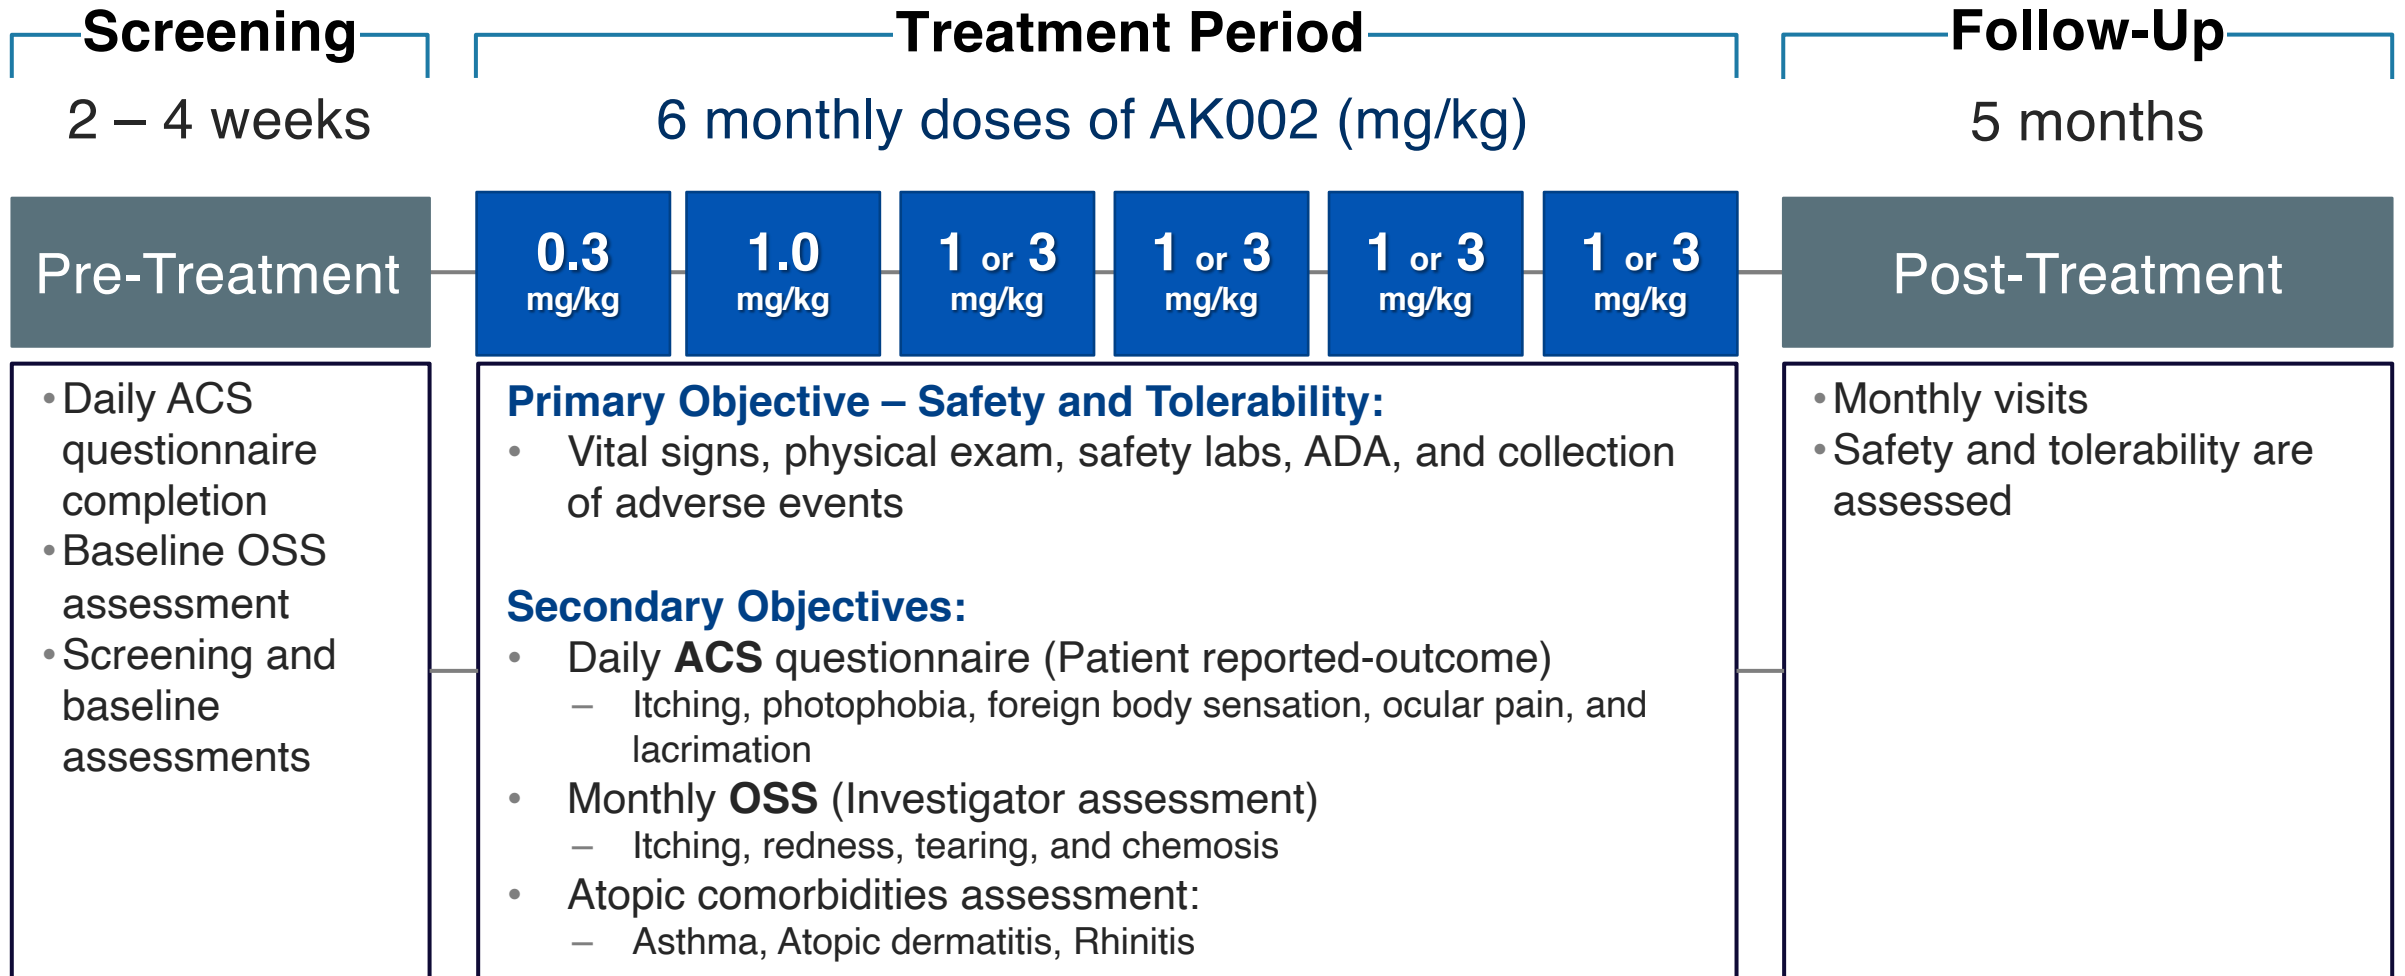 Screening
2 – 4 weeks
Pre-Treatment
•Daily ACS
questionnaire
completion
•Baseline OSS
assessment
•Screening and
baseline
assessments
Treatment Period
6 monthly doses of AK002 (mg/kg)
0.3
mg/kg
1.0
mg/kg
1 or 3
mg/kg
1 or 3
mg/kg
1 or 3
mg/kg
1 or 3
mg/kg
Primary Objective – Safety and Tolerability:
• Vital signs, physical exam, safety labs, ADA, and collection
of adverse events
Secondary Objectives:
• Daily ACS questionnaire (Patient reported-outcome)
– Itching, photophobia, foreign body sensation, ocular pain, and
lacrimation
• Monthly OSS (Investigator assessment)
– Itching, redness, tearing, and chemosis
• Atopic comorbidities assessment:
– Asthma, Atopic dermatitis, Rhinitis
Follow-Up
5 months
Post-Treatment
•Monthly visits
•Safety and tolerability are
assessed